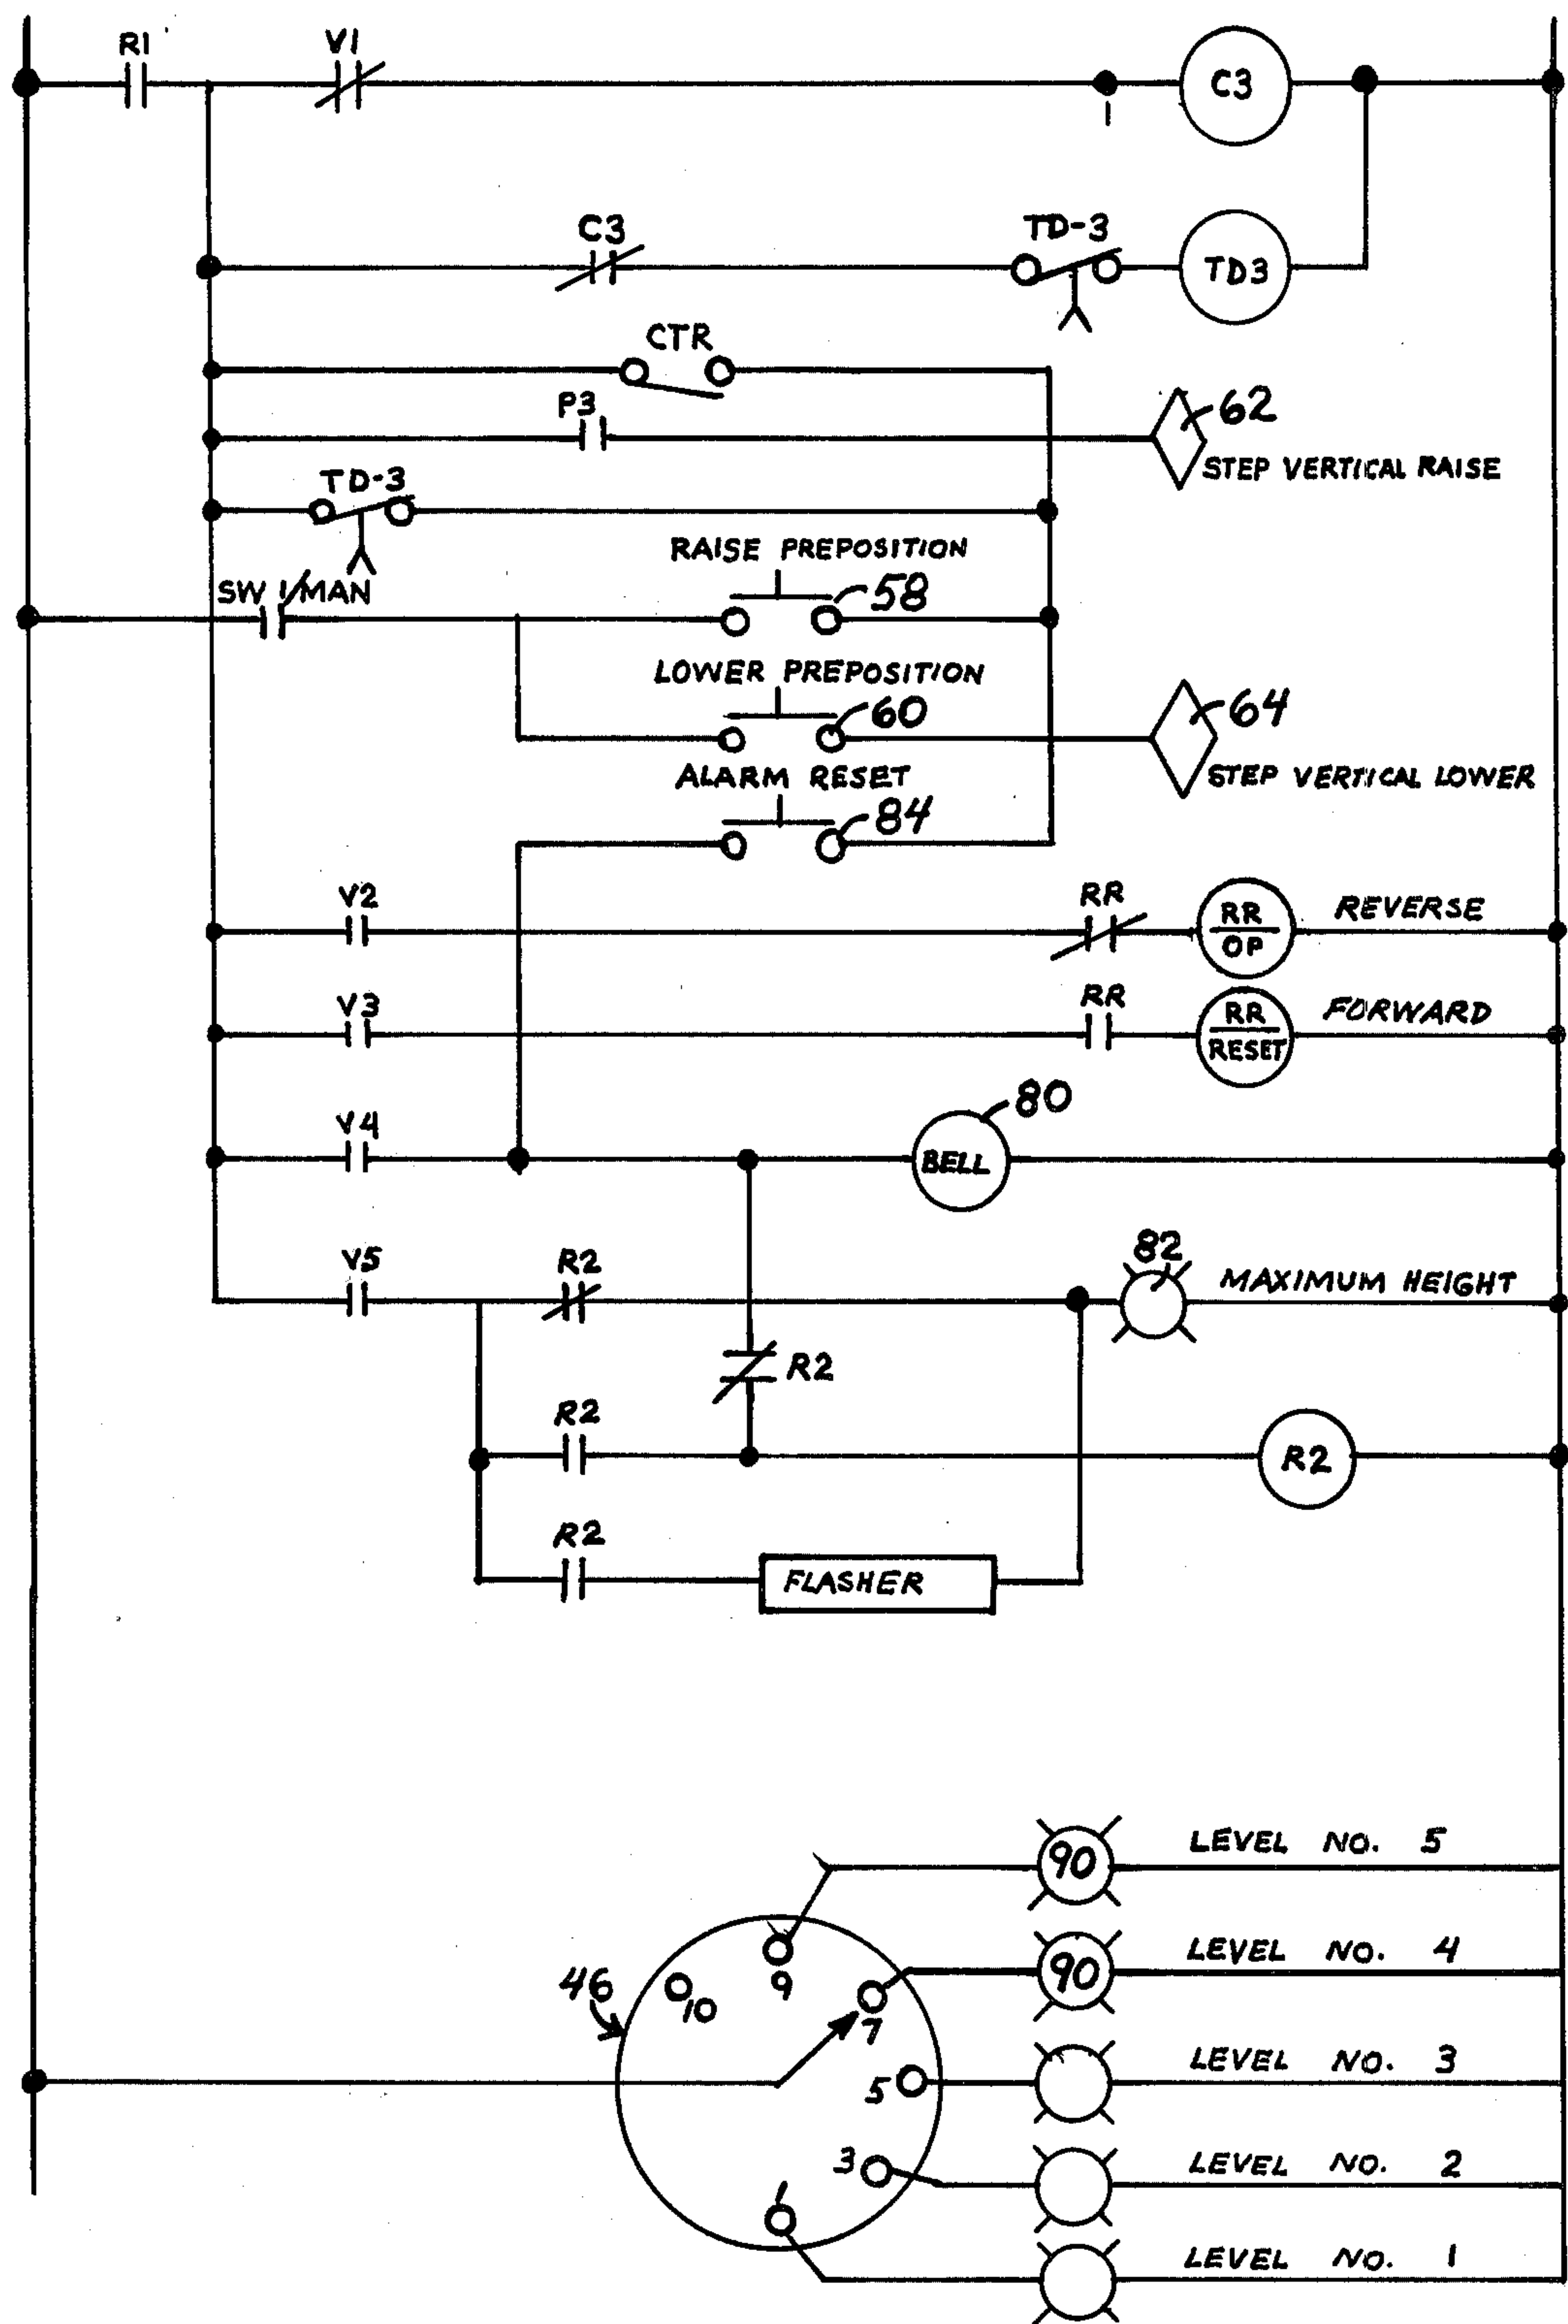 R1 V1 C3
1
C3 TD-3 TD3
CTR
P3 62
STEP VERTICAL RAISE
TD-3
RAISE PREPOSITION
SW 1/MAN 58
LOWER PREPOSITION
60 64
ALARM RESET STEP VERTICAL LOWER
84
V2 RR RR OP REVERSE
V3 RR RR RESET FORWARD
80
V4 BELL
82
V5 R2 MAXIMUM HEIGHT
R2
R2 R2
R2
FLASHER
90 LEVEL NO. 5
90 LEVEL NO. 4
46 10 9 7
5 LEVEL NO. 3
3 LEVEL NO. 2
1 LEVEL NO. 1